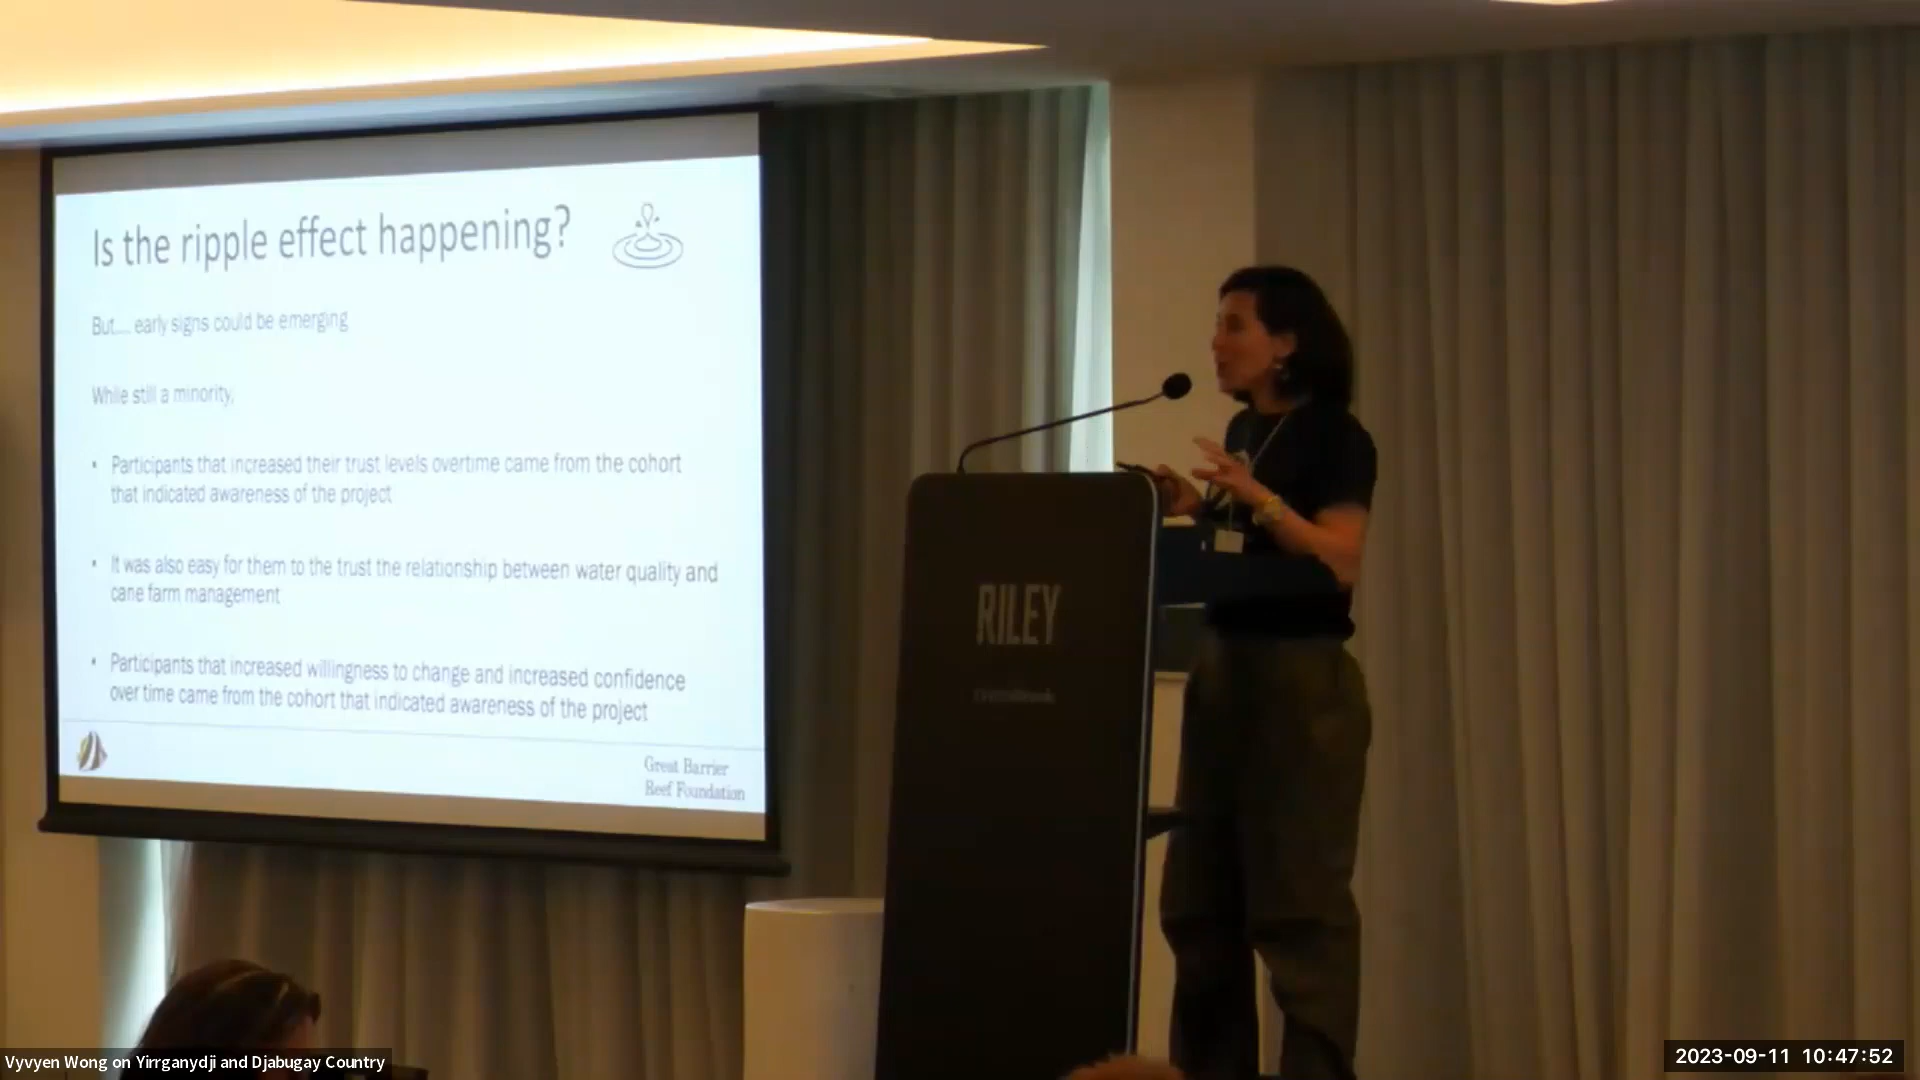 Is the ripple effect happening?
But.... early signs could be emerging
While still a minority,
• Participants that increased their trust levels overtime came from the cohort
that indicated awareness of the project
• It was also easy for them to the trust the relationship between water quality and
cane farm management
• Participants that increased willingness to change and increased confidence
over time came from the cohort that indicated awareness of the project
Great Barrier
Reef Foundation
RILEY
Vyvyen Wong on Yirrganydji and Djabugay Country
2023-09-11 10:47:52